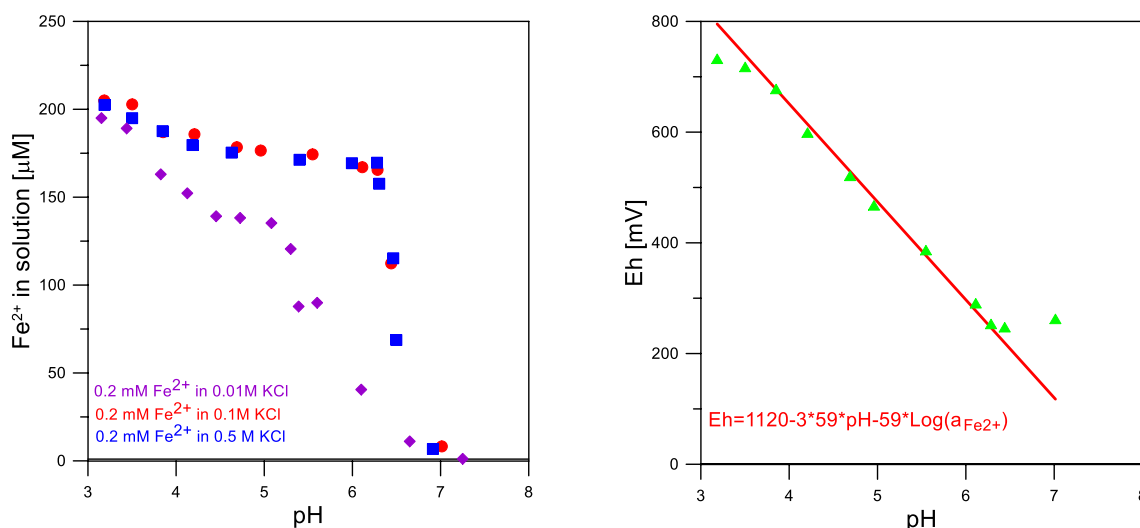 250
200
150
100
50
0
Fe²⁺ in solution [μM]
0.2 mM Fe²⁺ in 0.01M KCl
0.2 mM Fe²⁺ in 0.1M KCl
0.2 mM Fe²⁺ in 0.5 M KCl
3 4 5 6 7 8
pH
800
600
400
200
0
Eh [mV]
Eh=1120-3*59*pH-59*Log(a_Fe2+)
3 4 5 6 7 8
pH